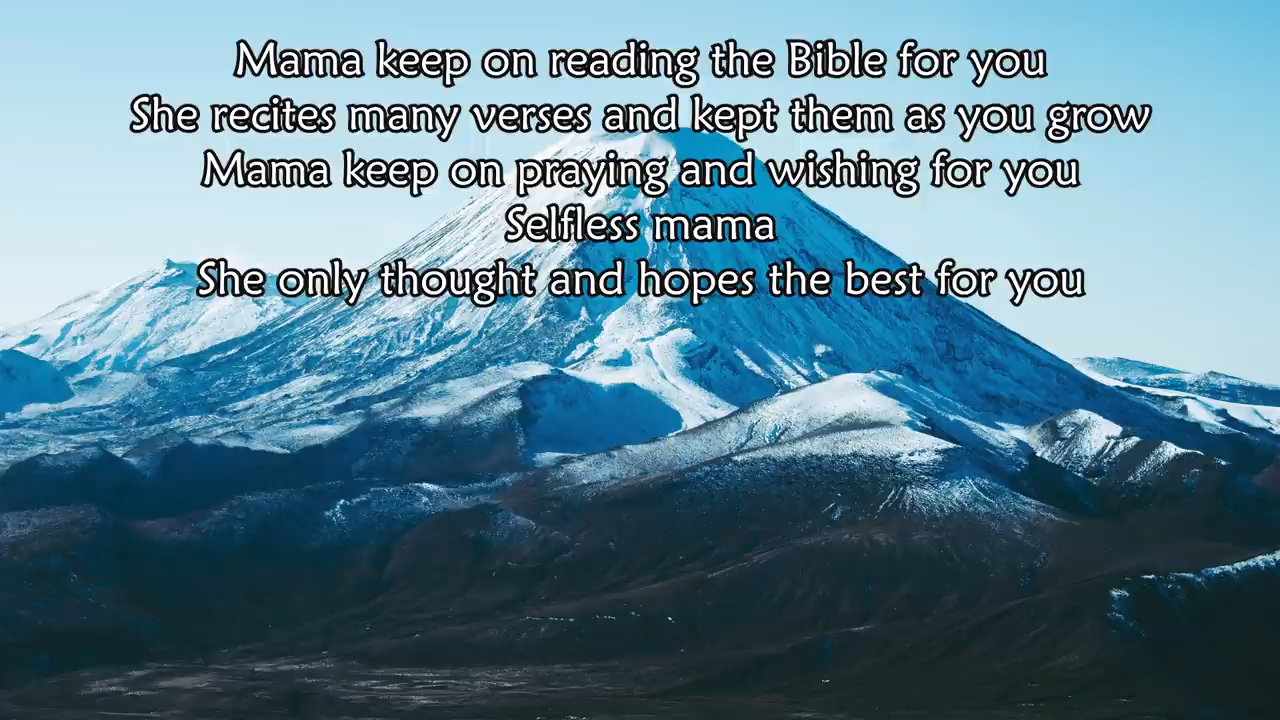 Mama keep on reading the Bible for you
She recites many verses and kept them as you grow
Mama keep on praying and wishing for you
Selfless mama
She only thought and hopes the best for you